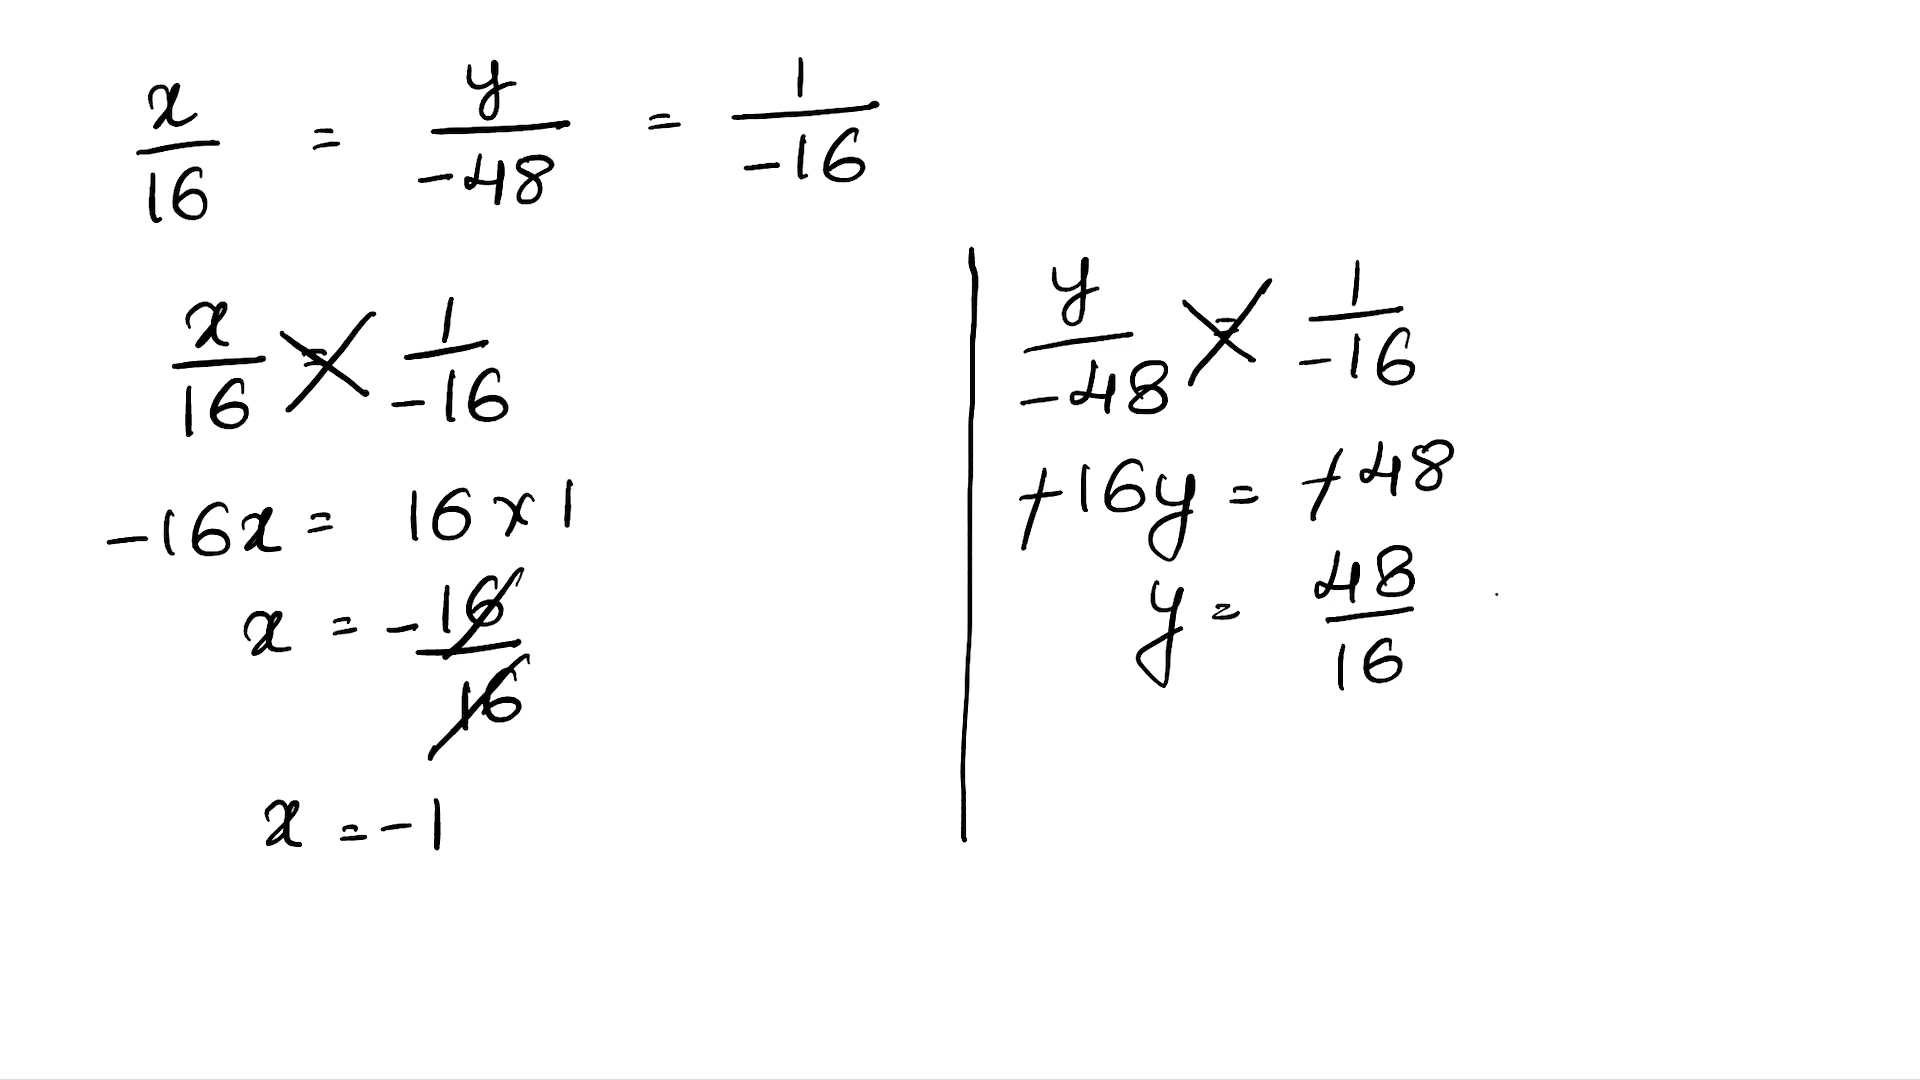 x/16 = y/-48 = 1/-16
x/16 = 1/-16
-16x = 16 × 1
x = -16/16
x = -1
y/-48 = 1/-16
-16y = -48
y = 48/16